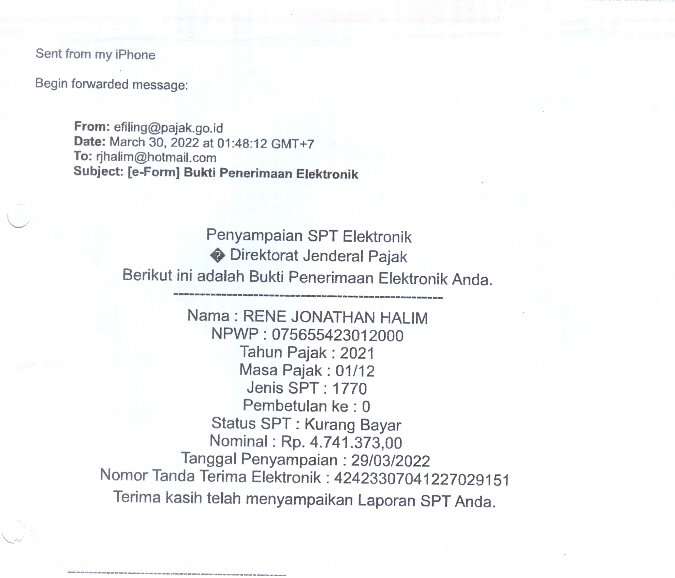 Sent from my iPhone
Begin forwarded message:
From: efiling@pajak.go.id
Date: March 30, 2022 at 01:48:12 GMT+7
To: rjhalim@hotmail.com
Subject: [e-Form] Bukti Penerimaan Elektronik
Penyampaian SPT Elektronik
� Direktorat Jenderal Pajak
Berikut ini adalah Bukti Penerimaan Elektronik Anda.
----------------------------------------------------
Nama : RENE JONATHAN HALIM
NPWP : 075655423012000
Tahun Pajak : 2021
Masa Pajak : 01/12
Jenis SPT : 1770
Pembetulan ke : 0
Status SPT : Kurang Bayar
Nominal : Rp. 4.741.373,00
Tanggal Penyampaian : 29/03/2022
Nomor Tanda Terima Elektronik : 42423307041227029151
Terima kasih telah menyampaikan Laporan SPT Anda.